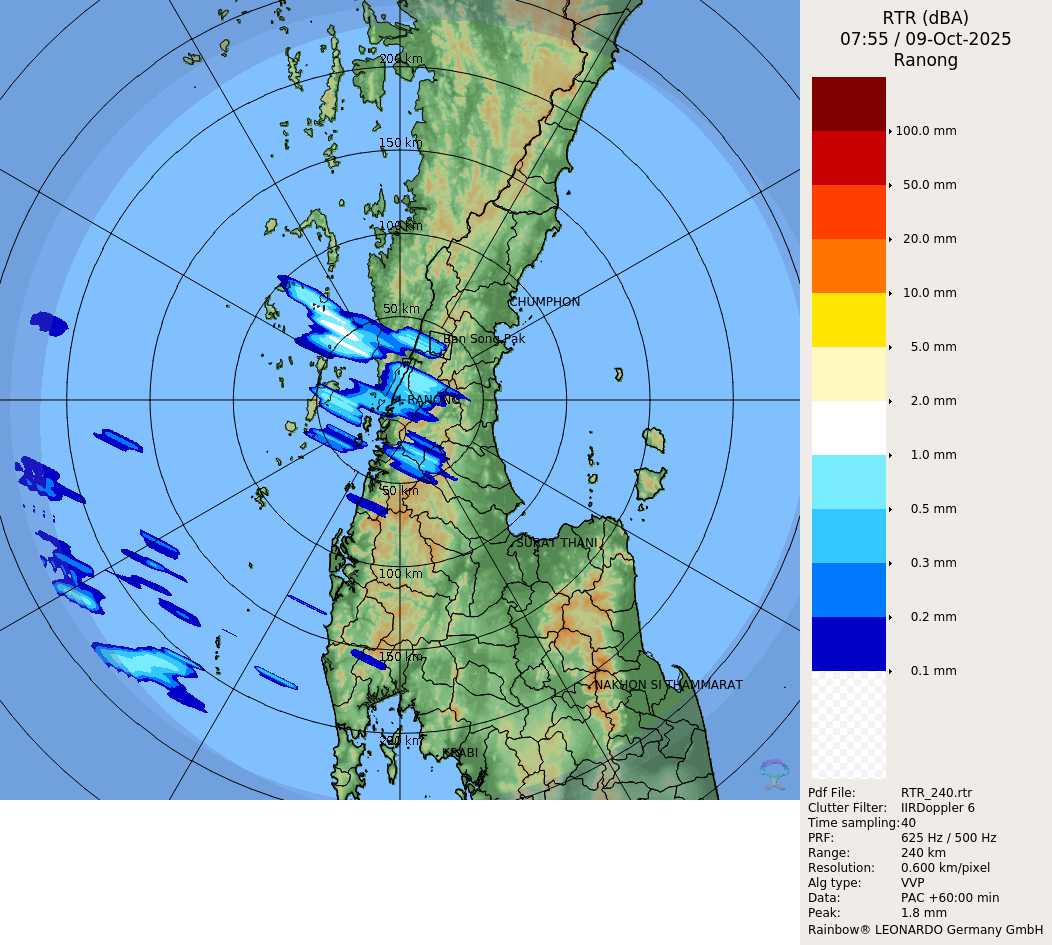 RTR (dBA)
07:55 / 09-Oct-2025
Ranong
200 km
150 km
100 km
50 km
CHUMPHON
Ban Song Pak
RANONG
50 km
SURAT THANI
100 km
150 km
NAKHON SI THAMMARAT
200 km
KRABI
100.0 mm
50.0 mm
20.0 mm
10.0 mm
5.0 mm
2.0 mm
1.0 mm
0.5 mm
0.3 mm
0.2 mm
0.1 mm
Pdf File: RTR_240.rtr
Clutter Filter: IIRDoppler 6
Time sampling:40
PRF: 625 Hz / 500 Hz
Range: 240 km
Resolution: 0.600 km/pixel
Alg type: VVP
Data: PAC +60:00 min
Peak: 1.8 mm
Rainbow® LEONARDO Germany GmbH